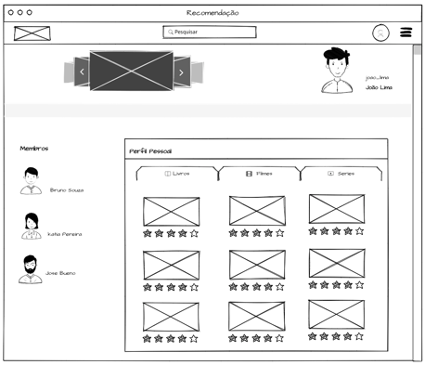 Recomendação
Pesquisar
joao_lima
João Lima
Membros
Bruno Souza
Katia Pereira
Jose Bueno
Perfil Pessoal
Livros
Filmes
Series